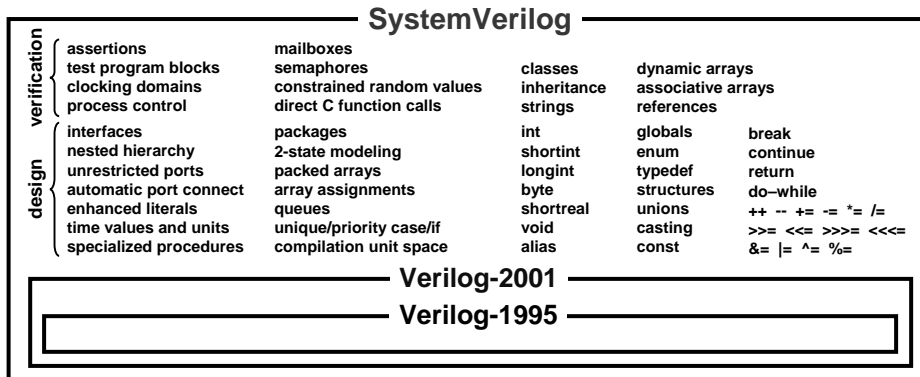 SystemVerilog
verification
assertions mailboxes
test program blocks semaphores classes dynamic arrays
clocking domains constrained random values inheritance associative arrays
process control direct C function calls strings references
design
interfaces packages int globals break
nested hierarchy 2-state modeling shortint enum continue
unrestricted ports packed arrays longint typedef return
automatic port connect array assignments byte structures do–while
enhanced literals queues shortreal unions ++ -- += -= *= /=
time values and units unique/priority case/if void casting >>= <<= >>>= <<<=
specialized procedures compilation unit space alias const &= |= ^= %=
Verilog-2001
Verilog-1995